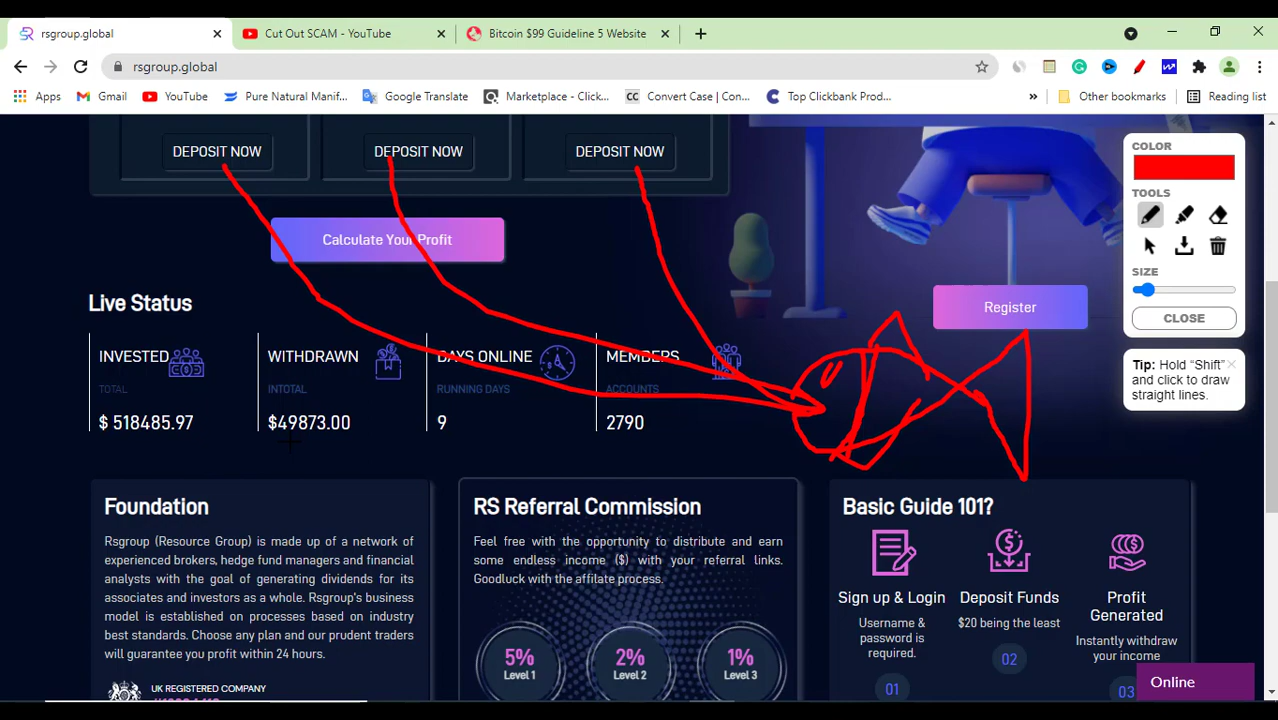 rsgroup.global
Cut Out SCAM - YouTube
Bitcoin $99 Guideline 5 Website
rsgroup.global
Apps
Gmail
YouTube
Pure Natural Manif...
Google Translate
Marketplace - Click...
CC Convert Case | Con...
Top Clickbank Prod...
»
Other bookmarks
Reading list
DEPOSIT NOW
DEPOSIT NOW
DEPOSIT NOW
Calculate Your Profit
Register
Live Status
INVESTED
TOTAL
$ 518485.97
WITHDRAWN
INTOTAL
$49873.00
DAYS ONLINE
RUNNING DAYS
9
MEMBERS
ACCOUNTS
2790
COLOR
TOOLS
SIZE
CLOSE
Tip: Hold “Shift”
and click to draw
straight lines.
Foundation
Rsgroup (Resource Group) is made up of a network of
experienced brokers, hedge fund managers and financial
analysts with the goal of generating dividends for its
associates and investors as a whole. Rsgroup's business
model is established on processes based on industry
best standards. Choose any plan and our prudent traders
will guarantee you profit within 24 hours.
UK REGISTERED COMPANY
RS Referral Commission
Feel free with the opportunity to distribute and earn
some endless income ($) with your referral links.
Goodluck with the affilate process.
5%
Level 1
2%
Level 2
1%
Level 3
Basic Guide 101?
Sign up & Login
Username &
password is
required.
01
Deposit Funds
$20 being the least
02
Profit
Generated
Instantly withdraw
your income
03
Online